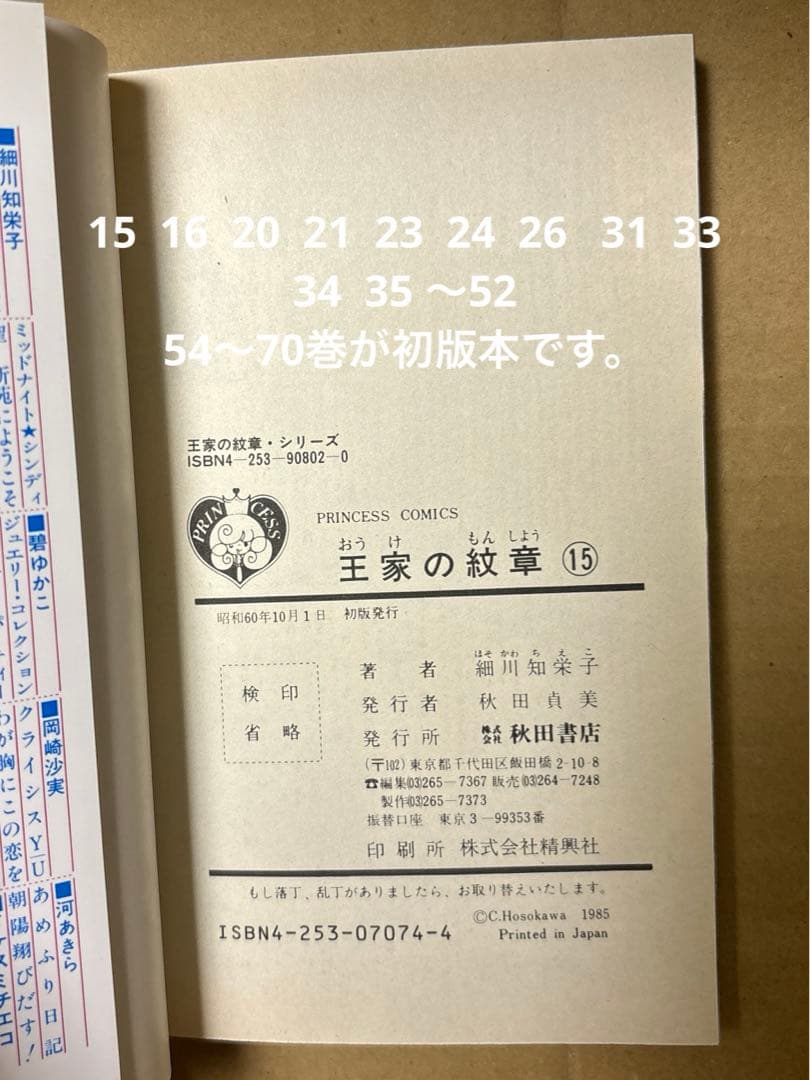 15 16 20 21 23 24 26 31 33
34 35 〜52
54〜70巻が初版本です。
王家の紋章・シリーズ
ISBN4-253-90802-0
PRINCESS
PRINCESS COMICS
おうけ もんしよう
王家の紋章 ⑮
昭和60年10月1日 初版発行
検印
省略
ほそかわちえこ
著者 細川知栄子
発行者 秋田貞美
発行所 株式会社 秋田書店
(〒102)東京都千代田区飯田橋2-10-8
☎編集(03)265-7367 販売(03)264-7248
製作(03)265-7373
振替口座 東京3-99353番
印刷所 株式会社精興社
もし落丁、乱丁がありましたら、お取り替えいたします。
ISBN4-253-07074-4
©C.Hosokawa 1985
Printed in Japan
■細川知栄子
ミッドナイト★シンディ
新苑にようこそ
■碧ゆかこ
ジュエリー・コレクション
■岡崎沙実
クライシスY-U
わが胸にこの恋を
■河あきら
あめふり日記
朝陽翔びだす!